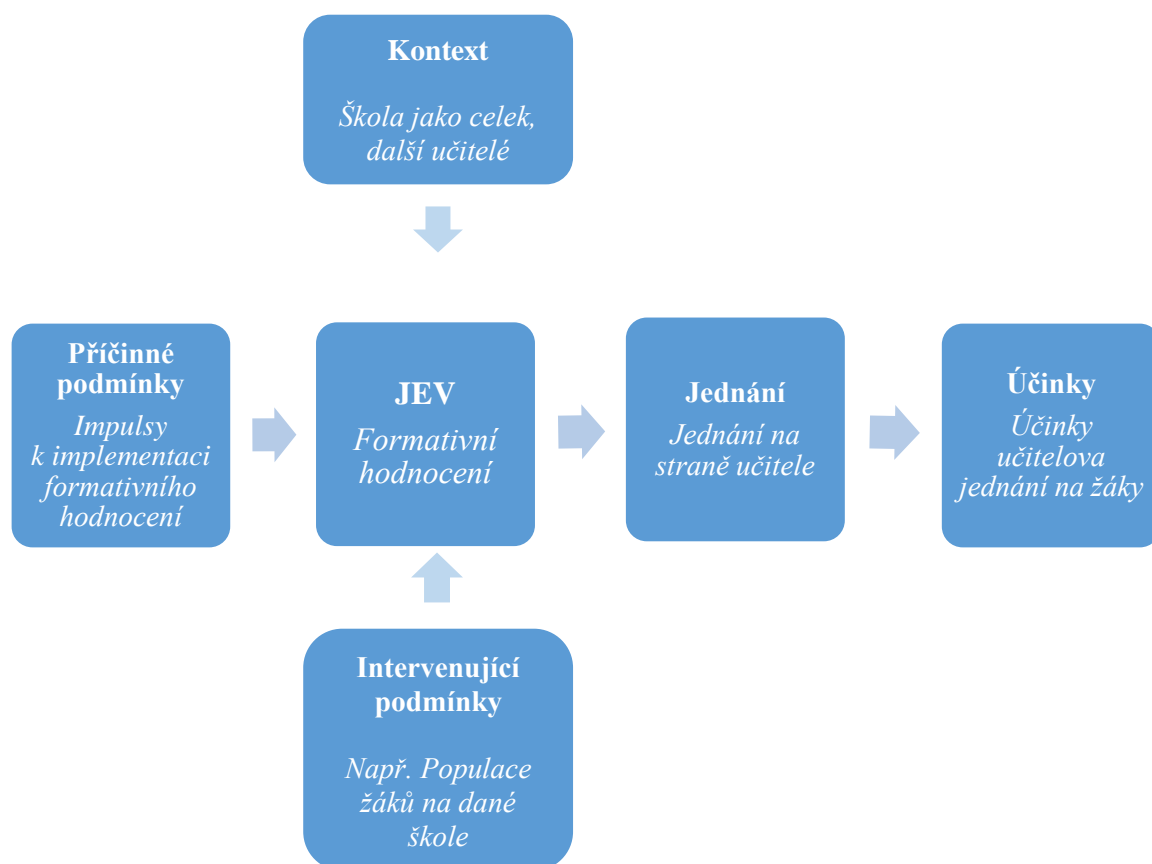 Kontext
Škola jako celek,
další učitelé
Příčinné
podmínky
Impulsy
k implementaci
formativního
hodnocení
JEV
Formativní
hodnocení
Jednání
Jednání na
straně učitele
Účinky
Účinky
učitelova
jednání na žáky
Intervenující
podmínky
Např. Populace
žáků na dané
škole